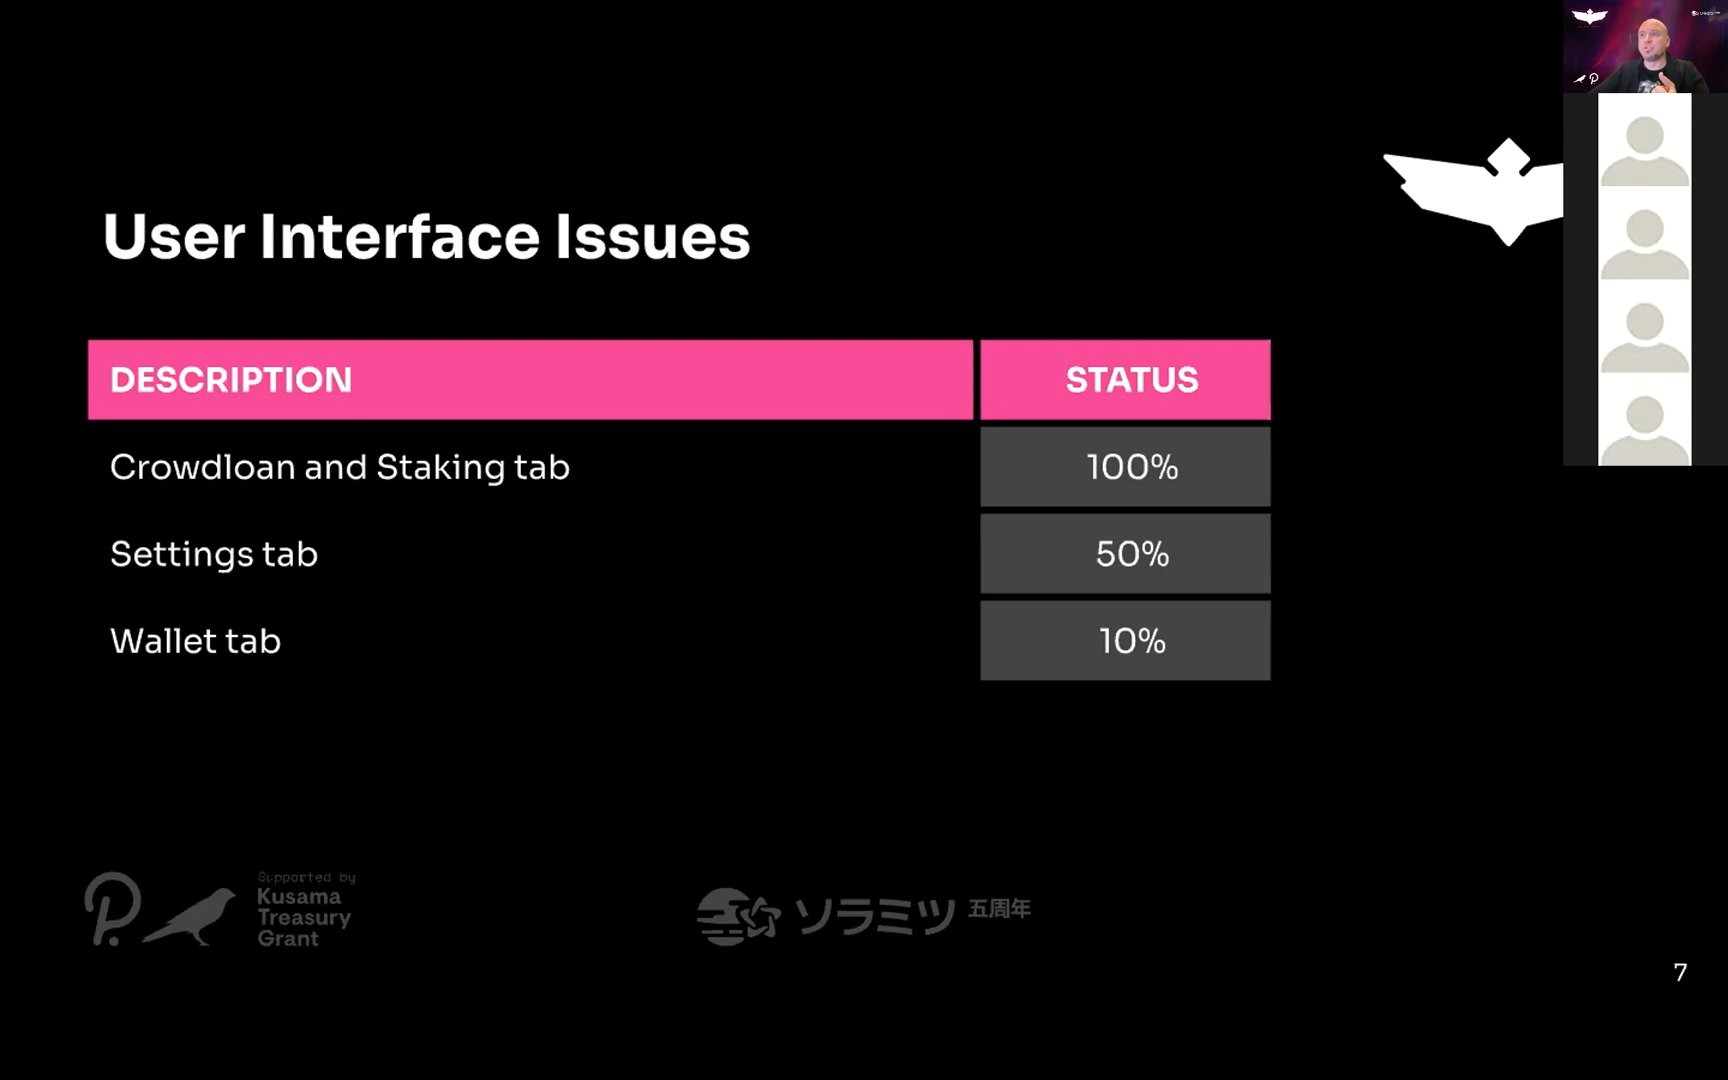 User Interface Issues
DESCRIPTION
STATUS
Crowdloan and Staking tab
100%
Settings tab
50%
Wallet tab
10%
Supported by
Kusama
Treasury
Grant
ソラミツ 五周年
7